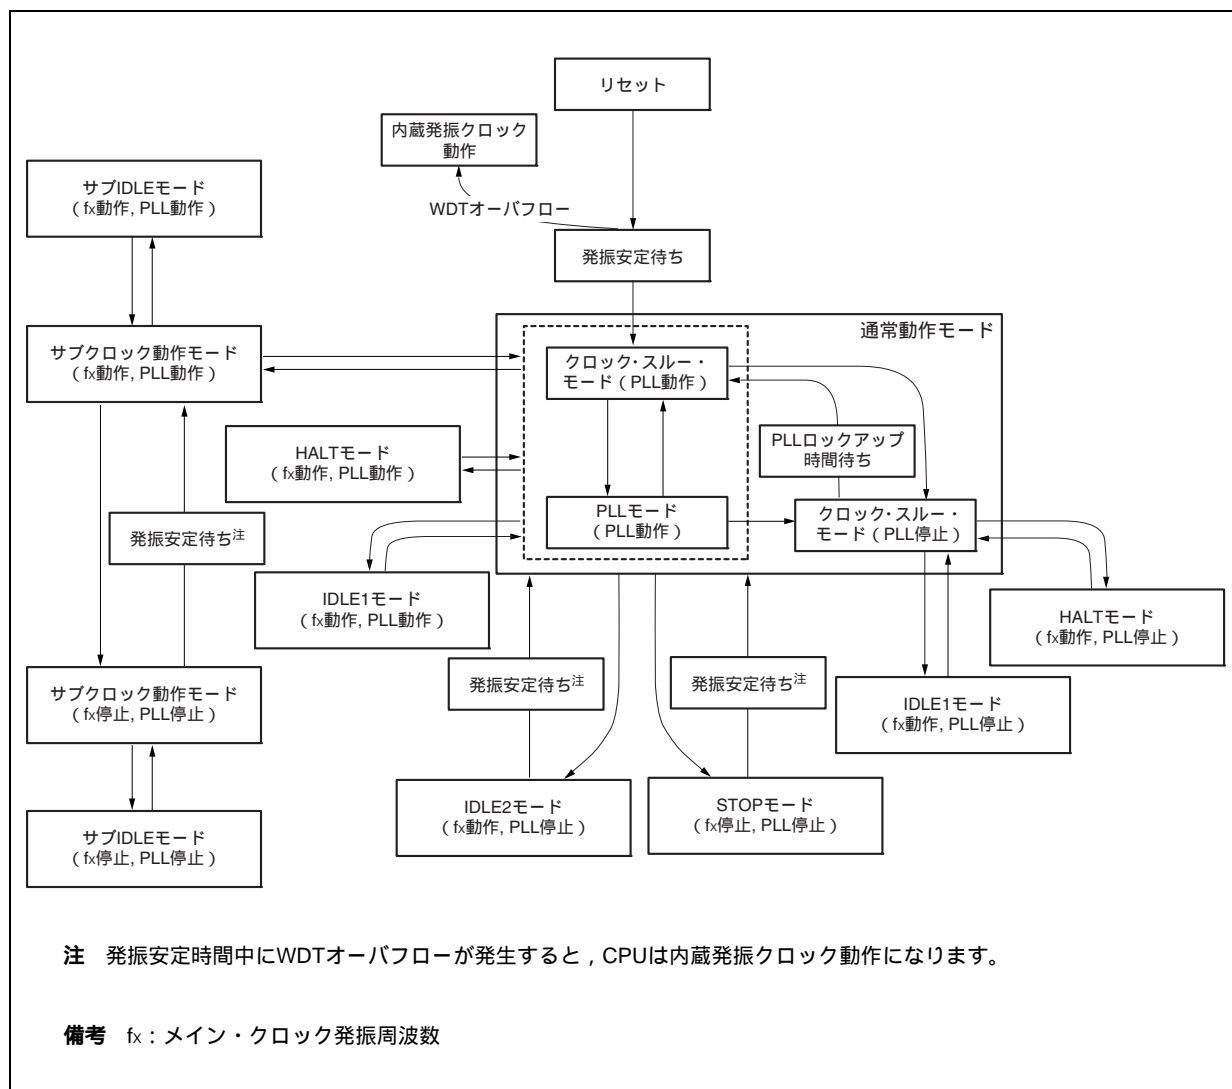 リセット
内蔵発振クロック
動作
サブIDLEモード
(fx動作, PLL動作)
WDTオーバフロー
発振安定待ち
通常動作モード
サブクロック動作モード
(fx動作, PLL動作)
クロック・スルー・
モード(PLL動作)
HALTモード
(fx動作, PLL動作)
PLLロックアップ
時間待ち
PLLモード
(PLL動作)
クロック・スルー・
モード(PLL停止)
発振安定待ち注
IDLE1モード
(fx動作, PLL動作)
HALTモード
(fx動作, PLL停止)
サブクロック動作モード
(fx停止, PLL停止)
発振安定待ち注
発振安定待ち注
IDLE1モード
(fx動作, PLL停止)
IDLE2モード
(fx動作, PLL停止)
STOPモード
(fx停止, PLL停止)
サブIDLEモード
(fx停止, PLL停止)
注 発振安定時間中にWDTオーバフローが発生すると,CPUは内蔵発振クロック動作になります。
備考 fx:メイン・クロック発振周波数